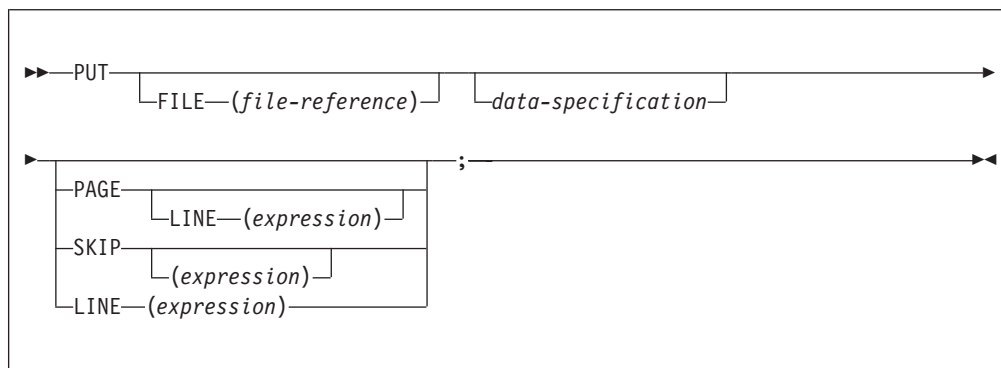 PUT
FILE (file-reference) data-specification
;
PAGE
LINE (expression)
SKIP
(expression)
LINE (expression)